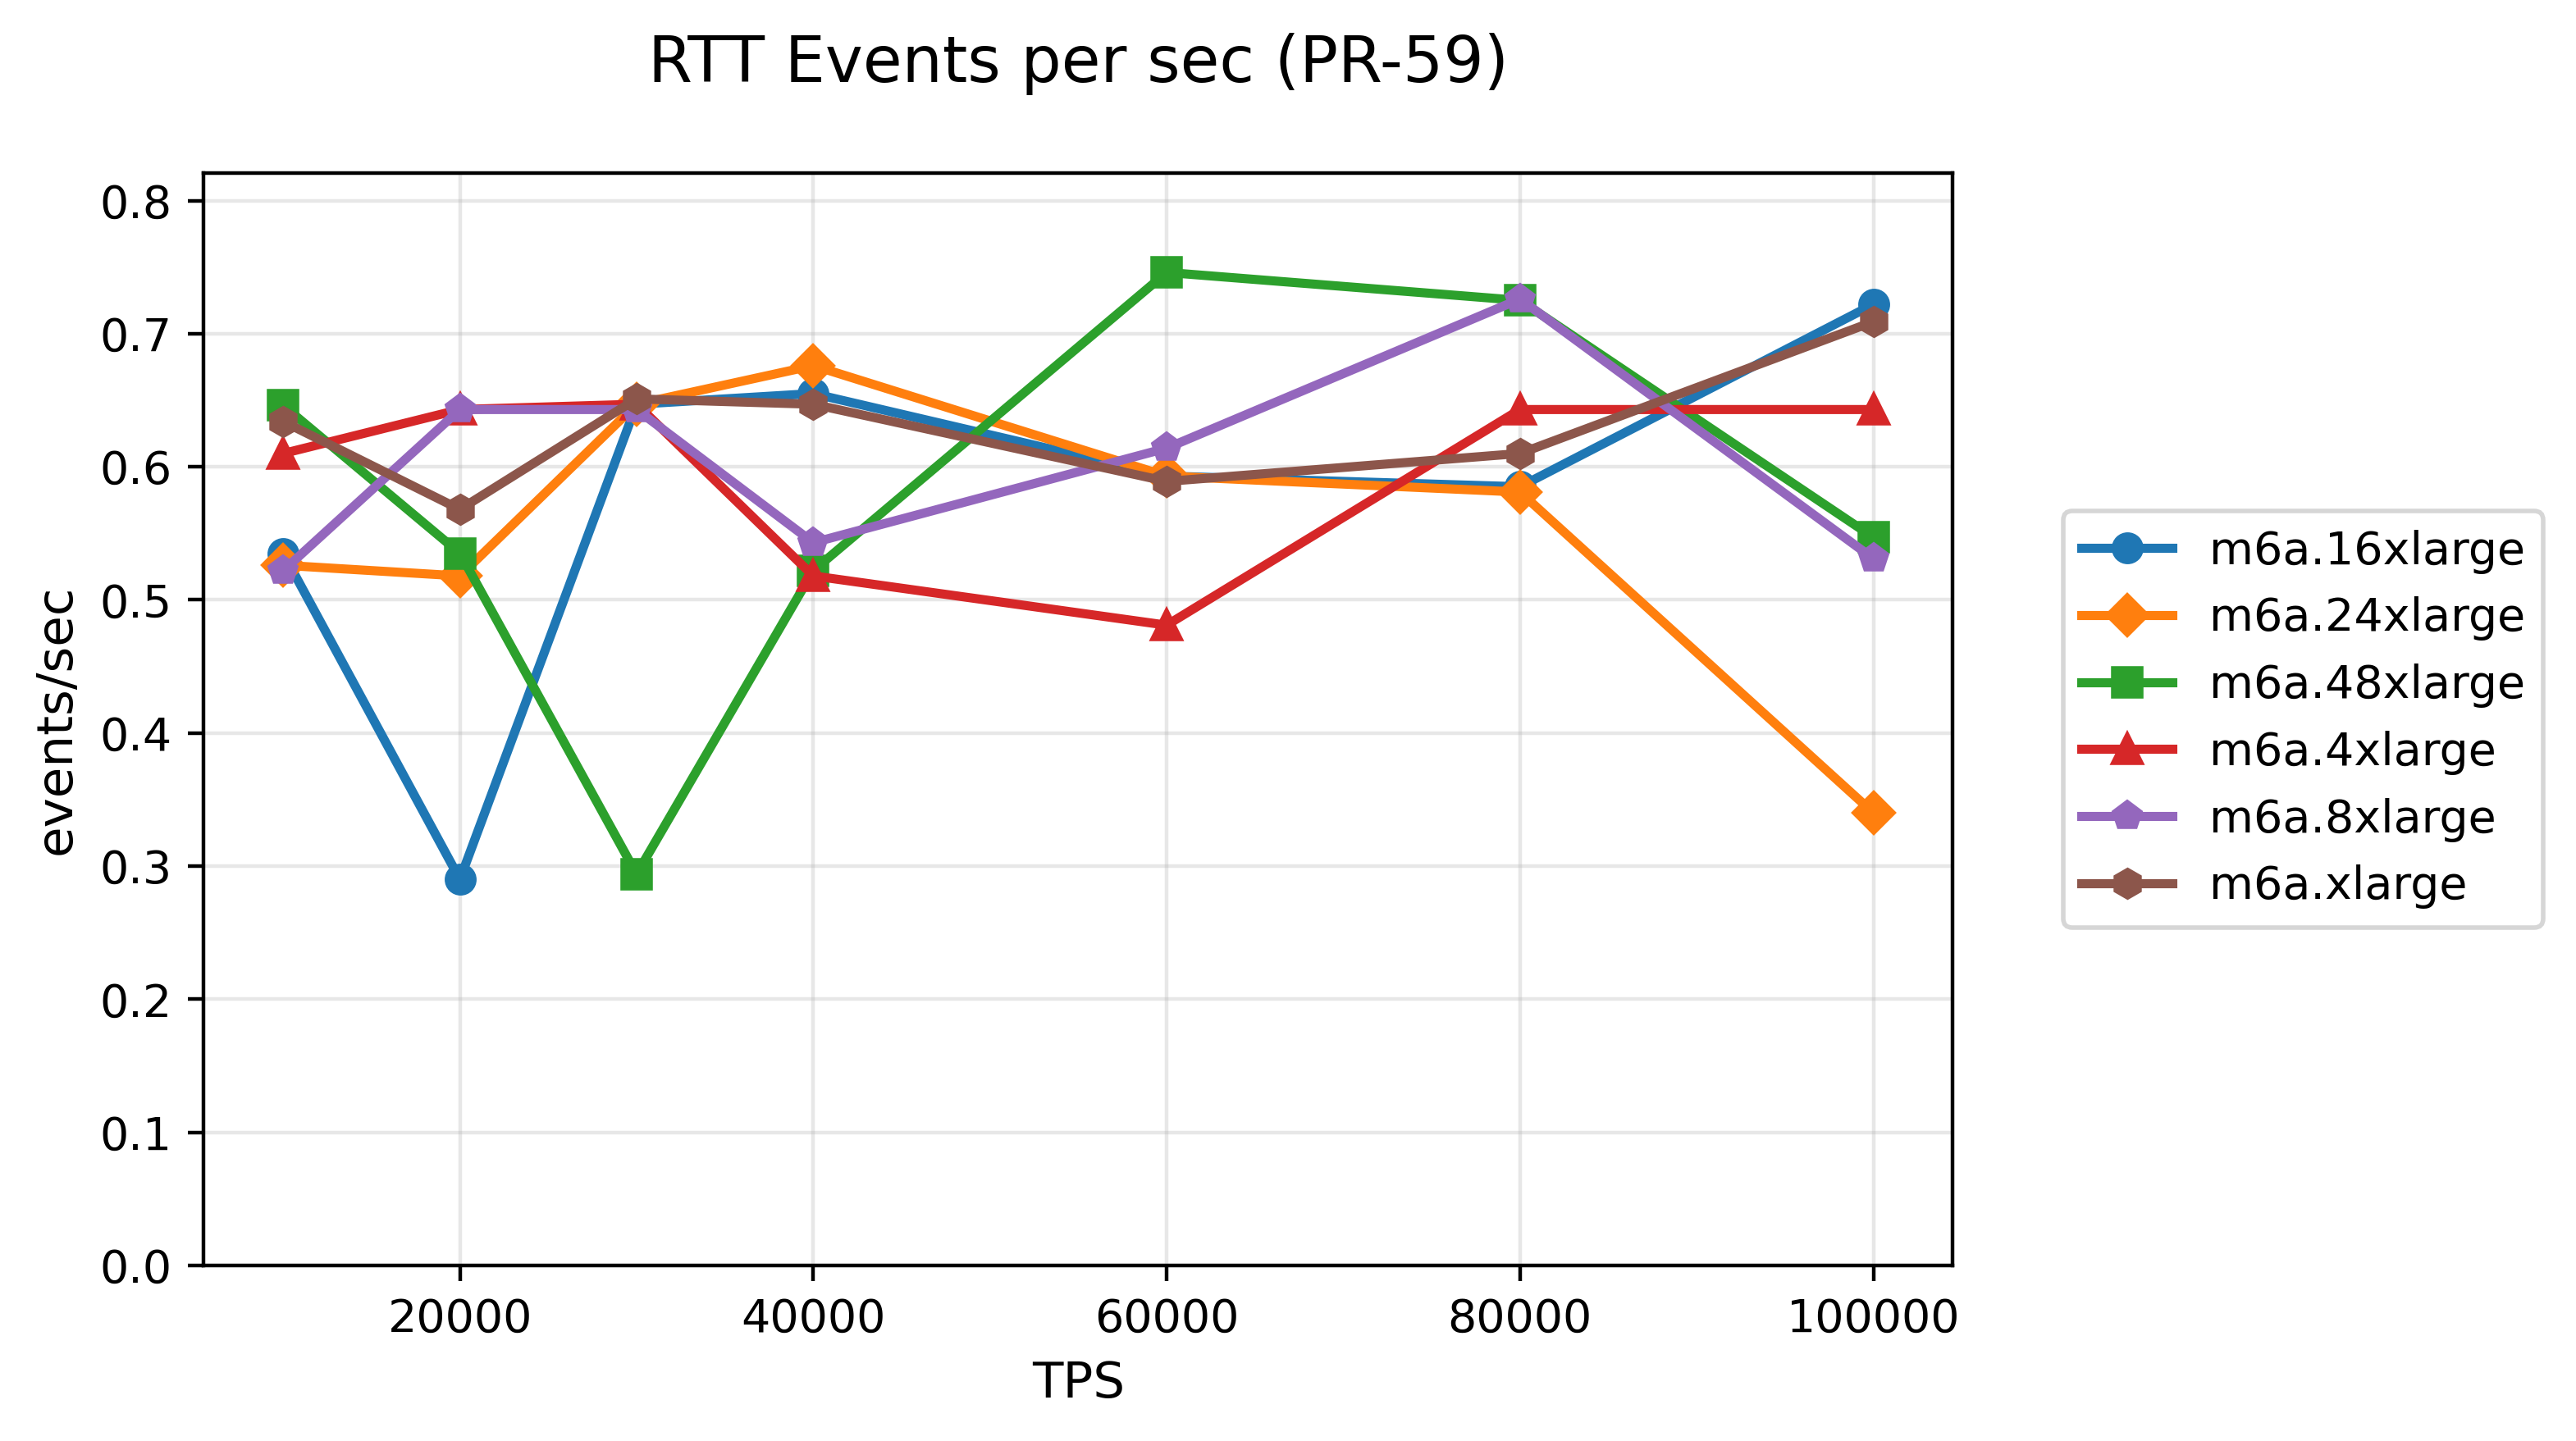 RTT Events per sec (PR-59)
events/sec
0.8
0.7
0.6
0.5
0.4
0.3
0.2
0.1
0.0
20000 40000 60000 80000 100000
TPS
m6a.16xlarge
m6a.24xlarge
m6a.48xlarge
m6a.4xlarge
m6a.8xlarge
m6a.xlarge